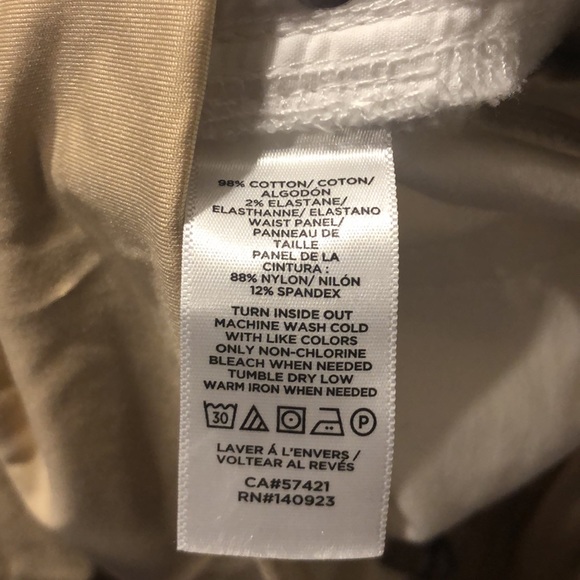 98% COTTON/ COTON/
ALGODÓN
2% ELASTANE/
ELASTHANNE/ ELASTANO
WAIST PANEL/
PANNEAU DE
TAILLE
PANEL DE LA
CINTURA :
88% NYLON/ NILÓN
12% SPANDEX
TURN INSIDE OUT
MACHINE WASH COLD
WITH LIKE COLORS
ONLY NON-CHLORINE
BLEACH WHEN NEEDED
TUMBLE DRY LOW
WARM IRON WHEN NEEDED
30 P
LAVER Á L'ENVERS /
VOLTEAR AL REVÉS
CA#57421
RN#140923